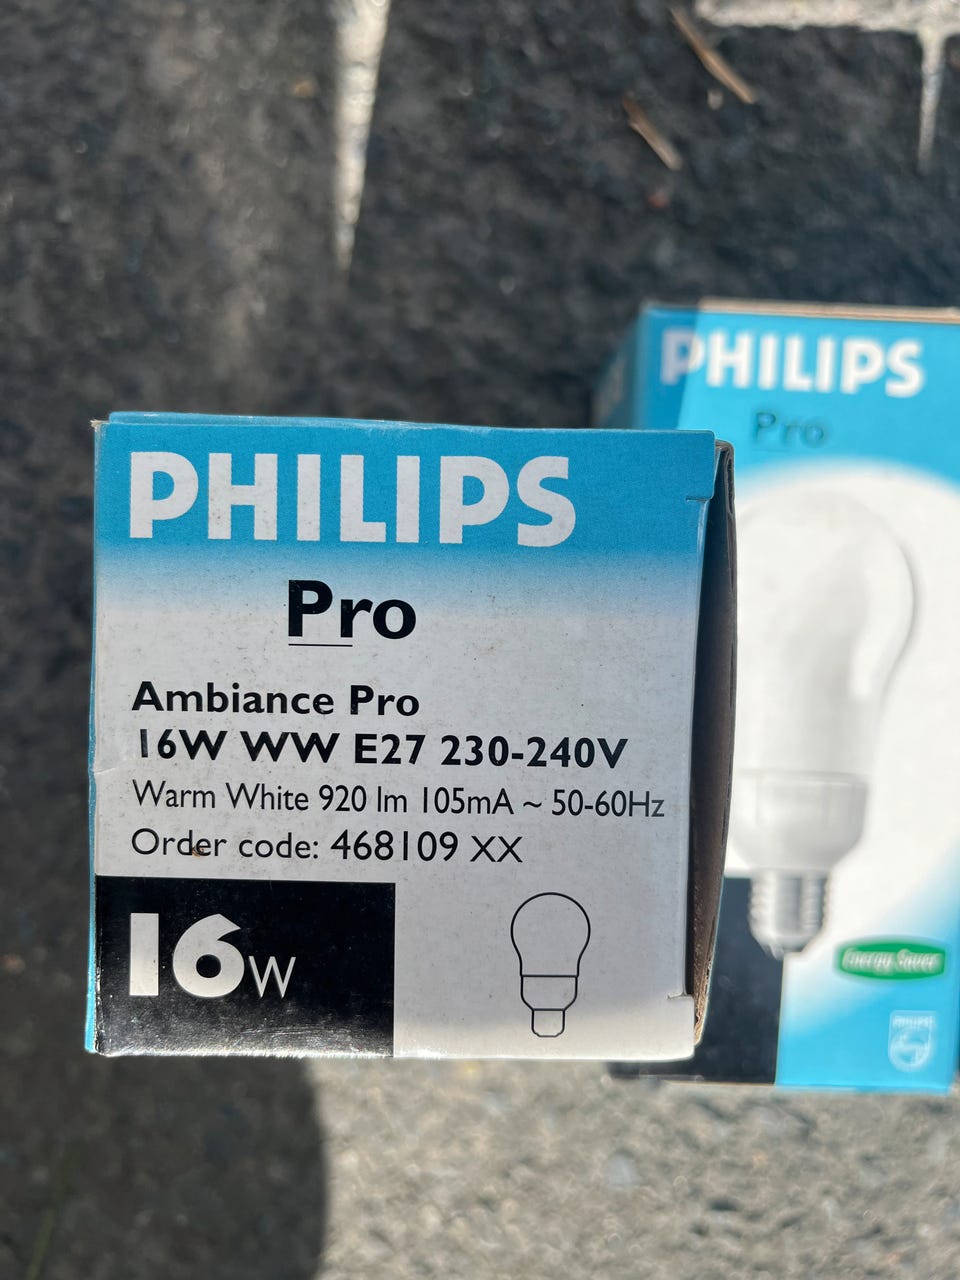 PHILIPS
Pro
Ambiance Pro
16W WW E27 230-240V
Warm White 920 lm 105mA ~ 50-60Hz
Order code: 468109 XX
16W
PHILIPS
Pro
Energy Saver
PHILIPS